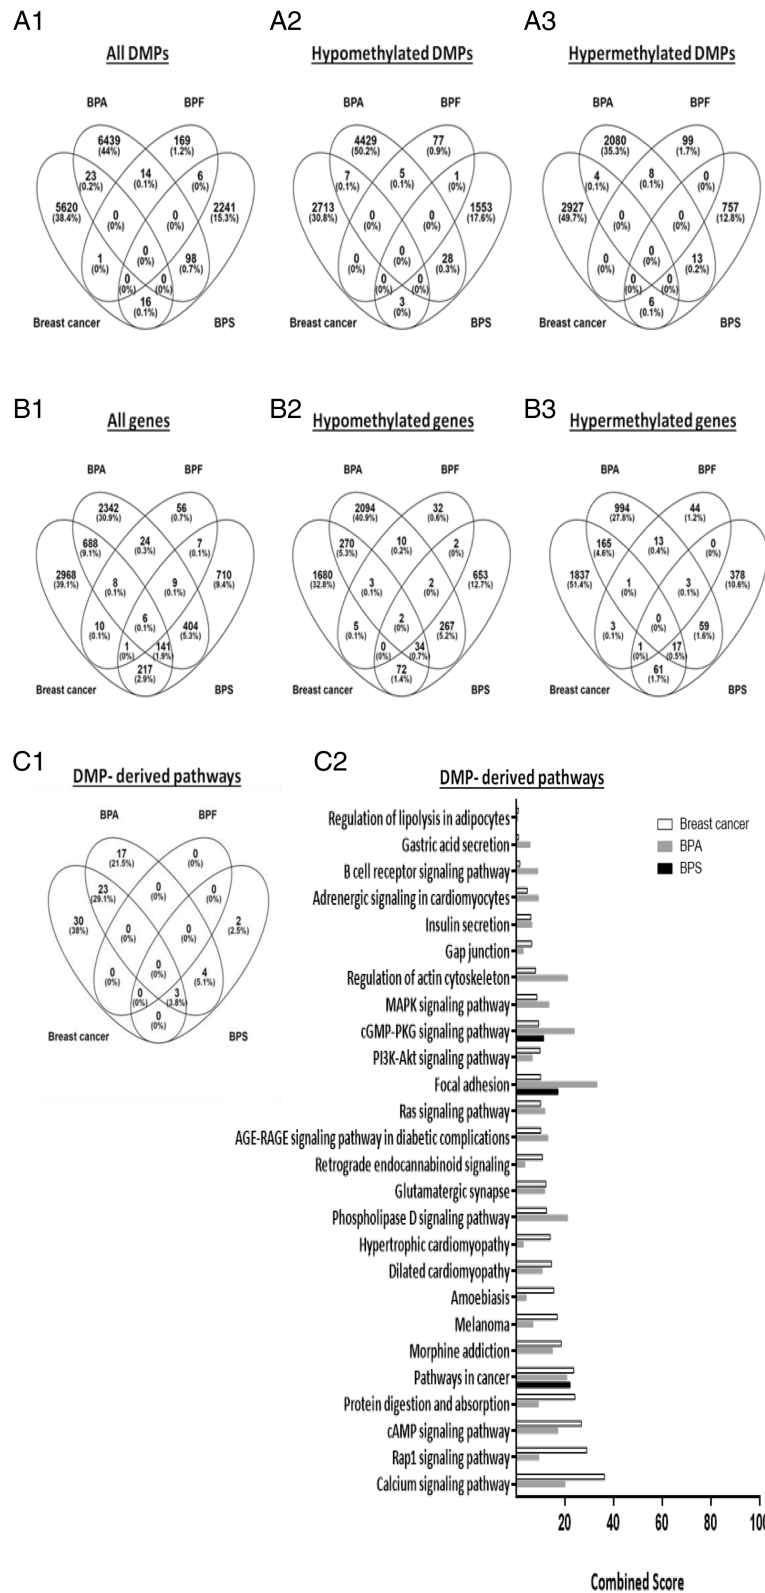 A1
A2
A3
All DMPs
Hypomethylated DMPs
Hypermethylated DMPs
BPA
BPF
6439
(44%)
169
(1.2%)
23
(0.2%)
14
(0.1%)
6
(0%)
5620
(38.4%)
0
(0%)
0
(0%)
2241
(15.3%)
1
(0%)
0
(0%)
98
(0.7%)
0
(0%)
0
(0%)
16
(0.1%)
Breast cancer
BPS
BPA
BPF
4429
(50.2%)
77
(0.9%)
7
(0.1%)
5
(0.1%)
1
(0%)
2713
(30.8%)
0
(0%)
0
(0%)
1553
(17.6%)
0
(0%)
0
(0%)
28
(0.3%)
0
(0%)
0
(0%)
3
(0%)
Breast cancer
BPS
BPA
BPF
2080
(35.3%)
99
(1.7%)
4
(0.1%)
8
(0.1%)
0
(0%)
2927
(49.7%)
0
(0%)
0
(0%)
757
(12.8%)
0
(0%)
0
(0%)
13
(0.2%)
0
(0%)
0
(0%)
6
(0.1%)
Breast cancer
BPS
B1
B2
B3
All genes
Hypomethylated genes
Hypermethylated genes
BPA
BPF
2342
(30.9%)
56
(0.7%)
688
(9.1%)
24
(0.3%)
7
(0.1%)
2968
(39.1%)
8
(0.1%)
9
(0.1%)
710
(9.4%)
10
(0.1%)
6
(0.1%)
404
(5.3%)
1
(0%)
141
(1.9%)
217
(2.9%)
Breast cancer
BPS
BPA
BPF
2094
(40.9%)
32
(0.6%)
270
(5.3%)
10
(0.2%)
2
(0%)
1680
(32.8%)
3
(0.1%)
2
(0%)
653
(12.7%)
5
(0.1%)
2
(0%)
267
(5.2%)
0
(0%)
34
(0.7%)
72
(1.4%)
Breast cancer
BPS
BPA
BPF
994
(27.8%)
44
(1.2%)
165
(4.6%)
13
(0.4%)
0
(0%)
1837
(51.4%)
1
(0%)
3
(0.1%)
378
(10.6%)
3
(0.1%)
0
(0%)
59
(1.6%)
1
(0%)
17
(0.5%)
61
(1.7%)
Breast cancer
BPS
C1
DMP- derived pathways
BPA
BPF
17
(21.5%)
0
(0%)
23
(29.1%)
0
(0%)
0
(0%)
30
(38%)
0
(0%)
0
(0%)
2
(2.5%)
0
(0%)
0
(0%)
4
(5.1%)
0
(0%)
3
(3.8%)
0
(0%)
Breast cancer
BPS
C2
DMP- derived pathways
Breast cancer
BPA
BPS
Regulation of lipolysis in adipocytes
Gastric acid secretion
B cell receptor signaling pathway
Adrenergic signaling in cardiomyocytes
Insulin secretion
Gap junction
Regulation of actin cytoskeleton
MAPK signaling pathway
cGMP-PKG signaling pathway
PI3K-Akt signaling pathway
Focal adhesion
Ras signaling pathway
AGE-RAGE signaling pathway in diabetic complications
Retrograde endocannabinoid signaling
Glutamatergic synapse
Phospholipase D signaling pathway
Hypertrophic cardiomyopathy
Dilated cardiomyopathy
Amoebiasis
Melanoma
Morphine addiction
Pathways in cancer
Protein digestion and absorption
cAMP signaling pathway
Rap1 signaling pathway
Calcium signaling pathway
20 40 60 80 100
Combined Score